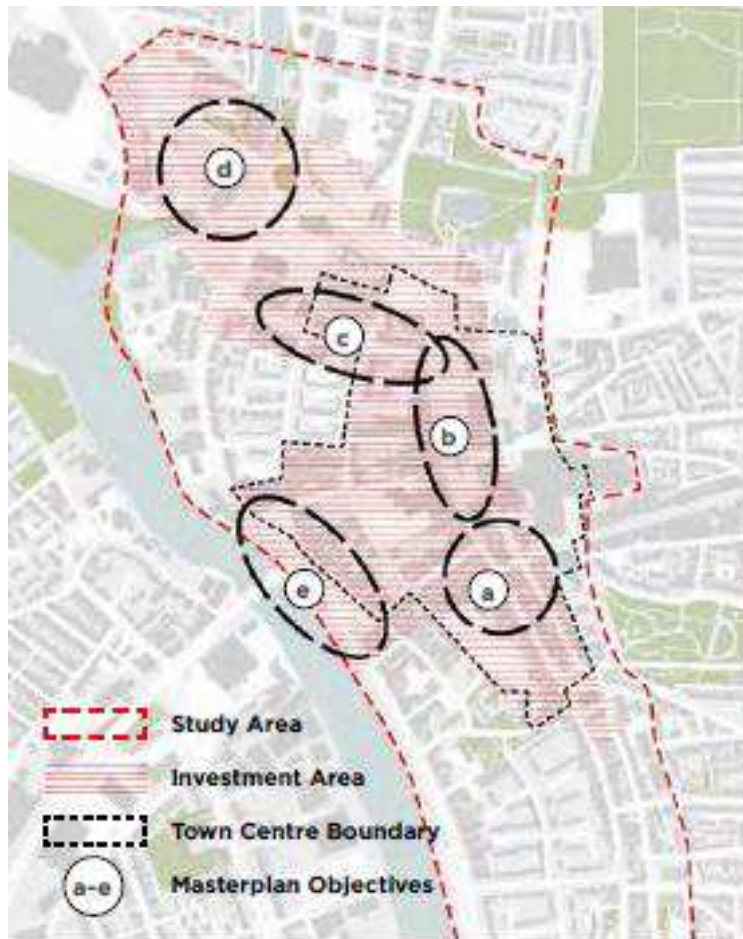 d
c
b
a
e
Study Area
Investment Area
Town Centre Boundary
a-e Masterplan Objectives